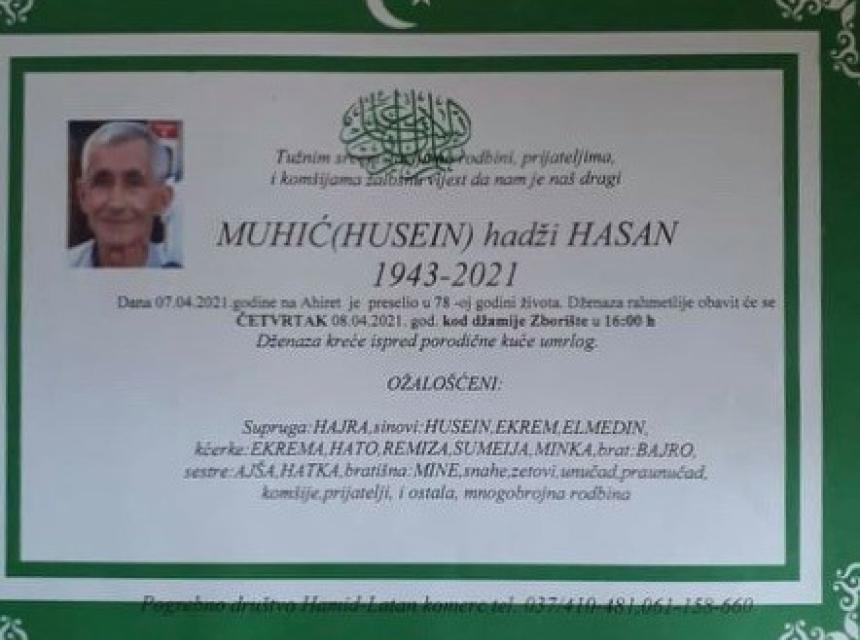 Tužnim rodbini, prijateljima,
i komšijama žalbsnu vijest da nam je naš dragi
MUHIĆ(HUSEIN) hadži HASAN
1943-2021
Dana 07.04.2021.godine na Ahiret je preselio u 78 -oj godini života. Dženaza rahmetlije obavit će se
ČETVRTAK 08.04.2021. god. kod džamije Zborište u 16:00 h
Dženaza kreće ispred porodične kuće umrlog.
OŽALOŠĆENI:
Supruga:HAJRA,sinovi:HUSEIN,EKREM,ELMEDIN,
kćerke:EKREMA,HATO,REMIZA,SUMEIJA,MINKA,brat:BAJRO,
sestre:AJŠA,HATKA,bratišna:MINE,snahe,zetovi,unučad,praunučad,
komšije,prijatelji, i ostala, mnogobrojna rodbina
Pogrebno društvo Hamid-Latan komerc tel. 037/410-481,061-158-660